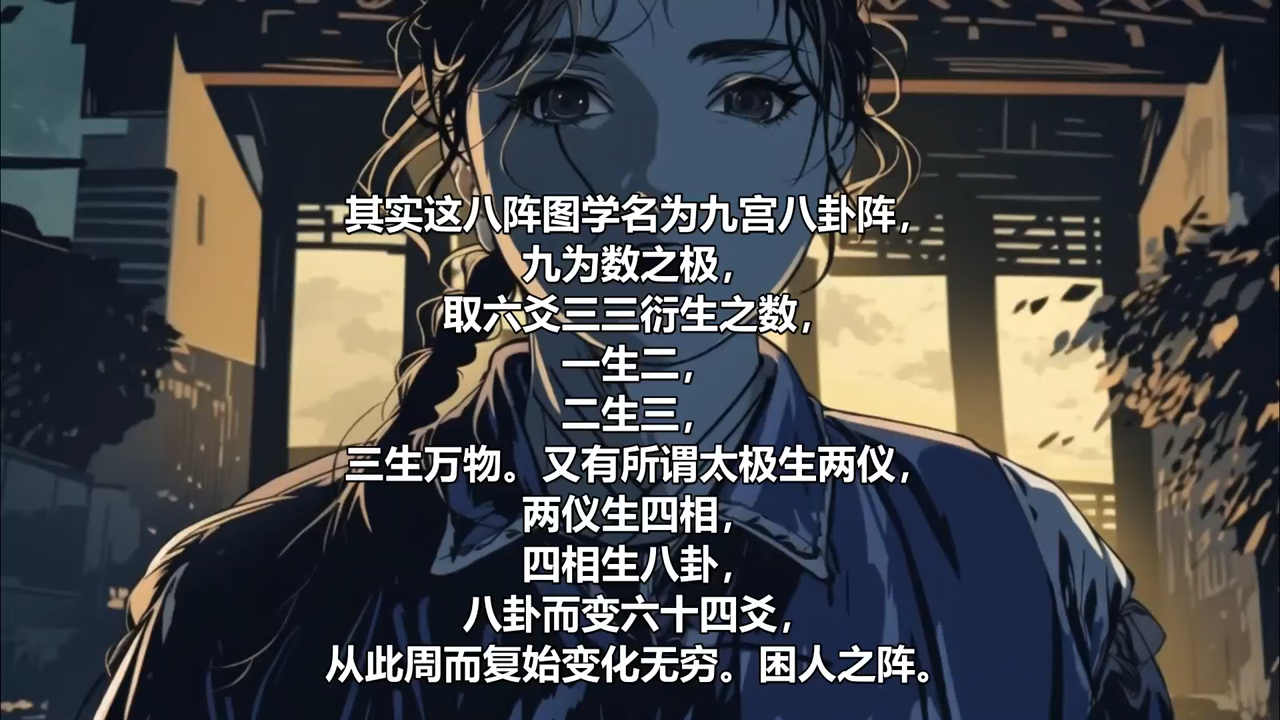 其实这八阵图学名为九宫八卦阵，
九为数之极，
取六爻三三衍生之数，
一生二，
二生三，
三生万物。又有所谓太极生两仪，
两仪生四相，
四相生八卦，
八卦而变六十四爻，
从此周而复始变化无穷。困人之阵。